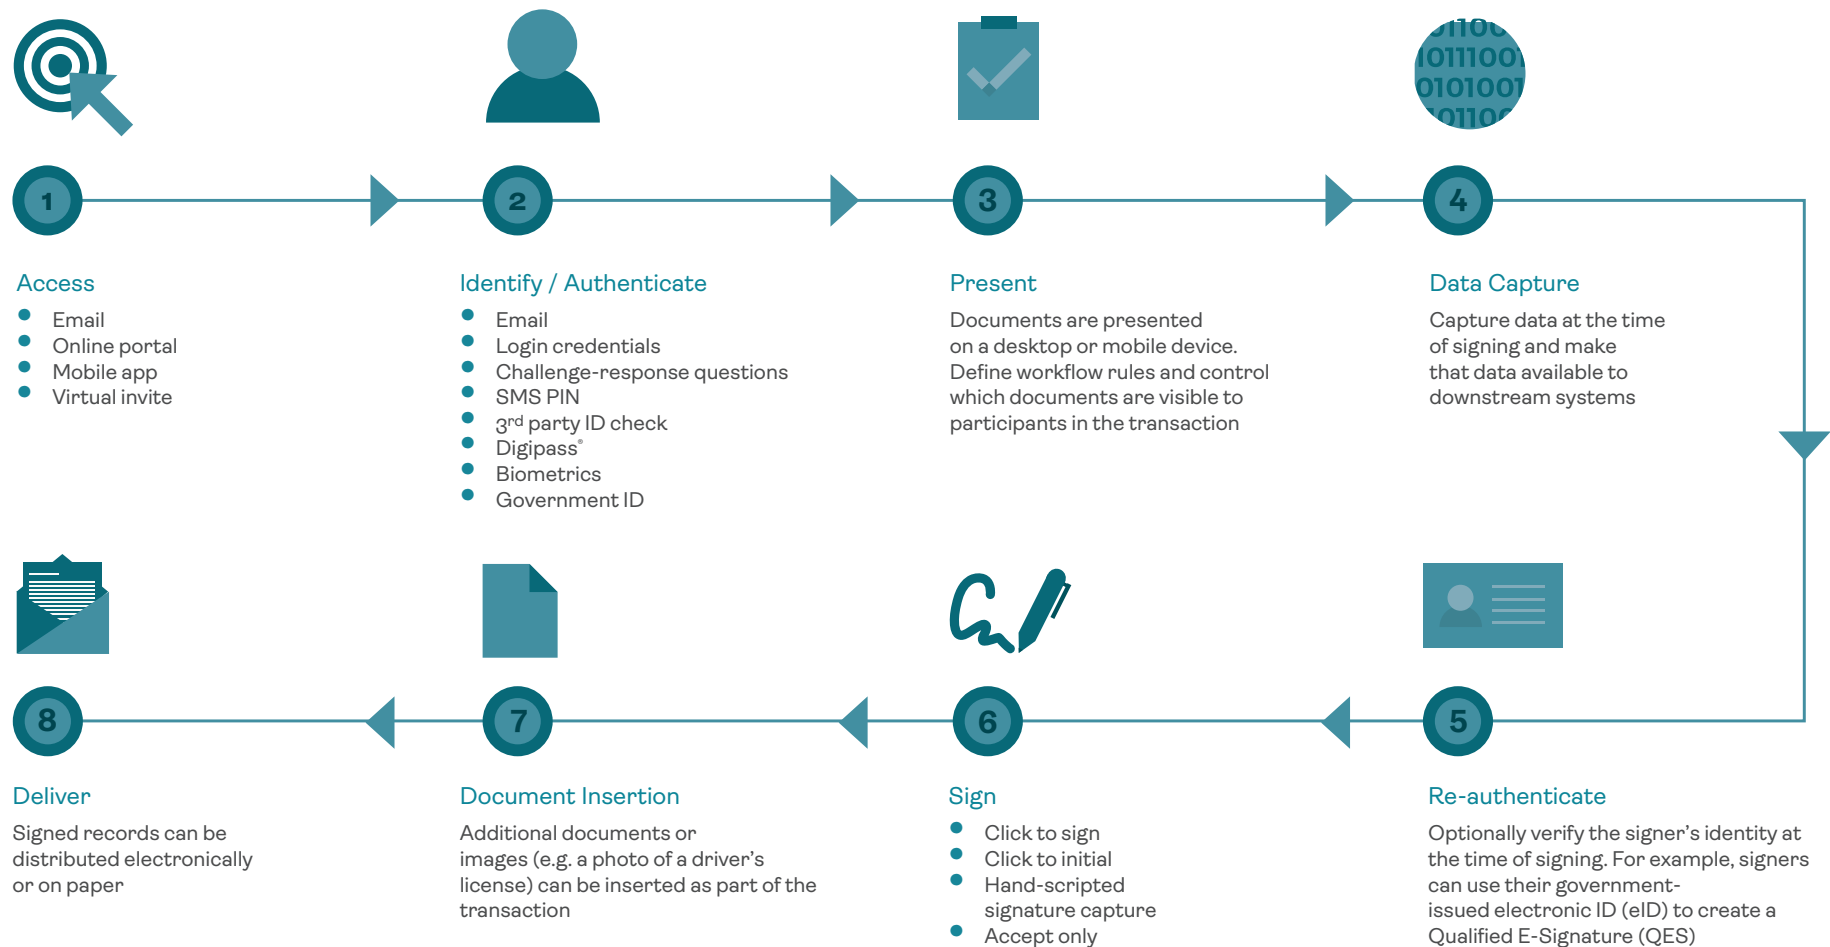 01100
10111001
0101001
101100
1
2
3
4
Access
Email
Online portal
Mobile app
Virtual invite
Identify / Authenticate
Email
Login credentials
Challenge-response questions
SMS PIN
3rd party ID check
Digipass®
Biometrics
Government ID
Present
Documents are presented
on a desktop or mobile device.
Define workflow rules and control
which documents are visible to
participants in the transaction
Data Capture
Capture data at the time
of signing and make
that data available to
downstream systems
8
7
6
5
Deliver
Signed records can be
distributed electronically
or on paper
Document Insertion
Additional documents or
images (e.g. a photo of a driver's
license) can be inserted as part of the
transaction
Sign
Click to sign
Click to initial
Hand-scripted
signature capture
Accept only
Re-authenticate
Optionally verify the signer’s identity at
the time of signing. For example, signers
can use their government-
issued electronic ID (eID) to create a
Qualified E-Signature (QES)